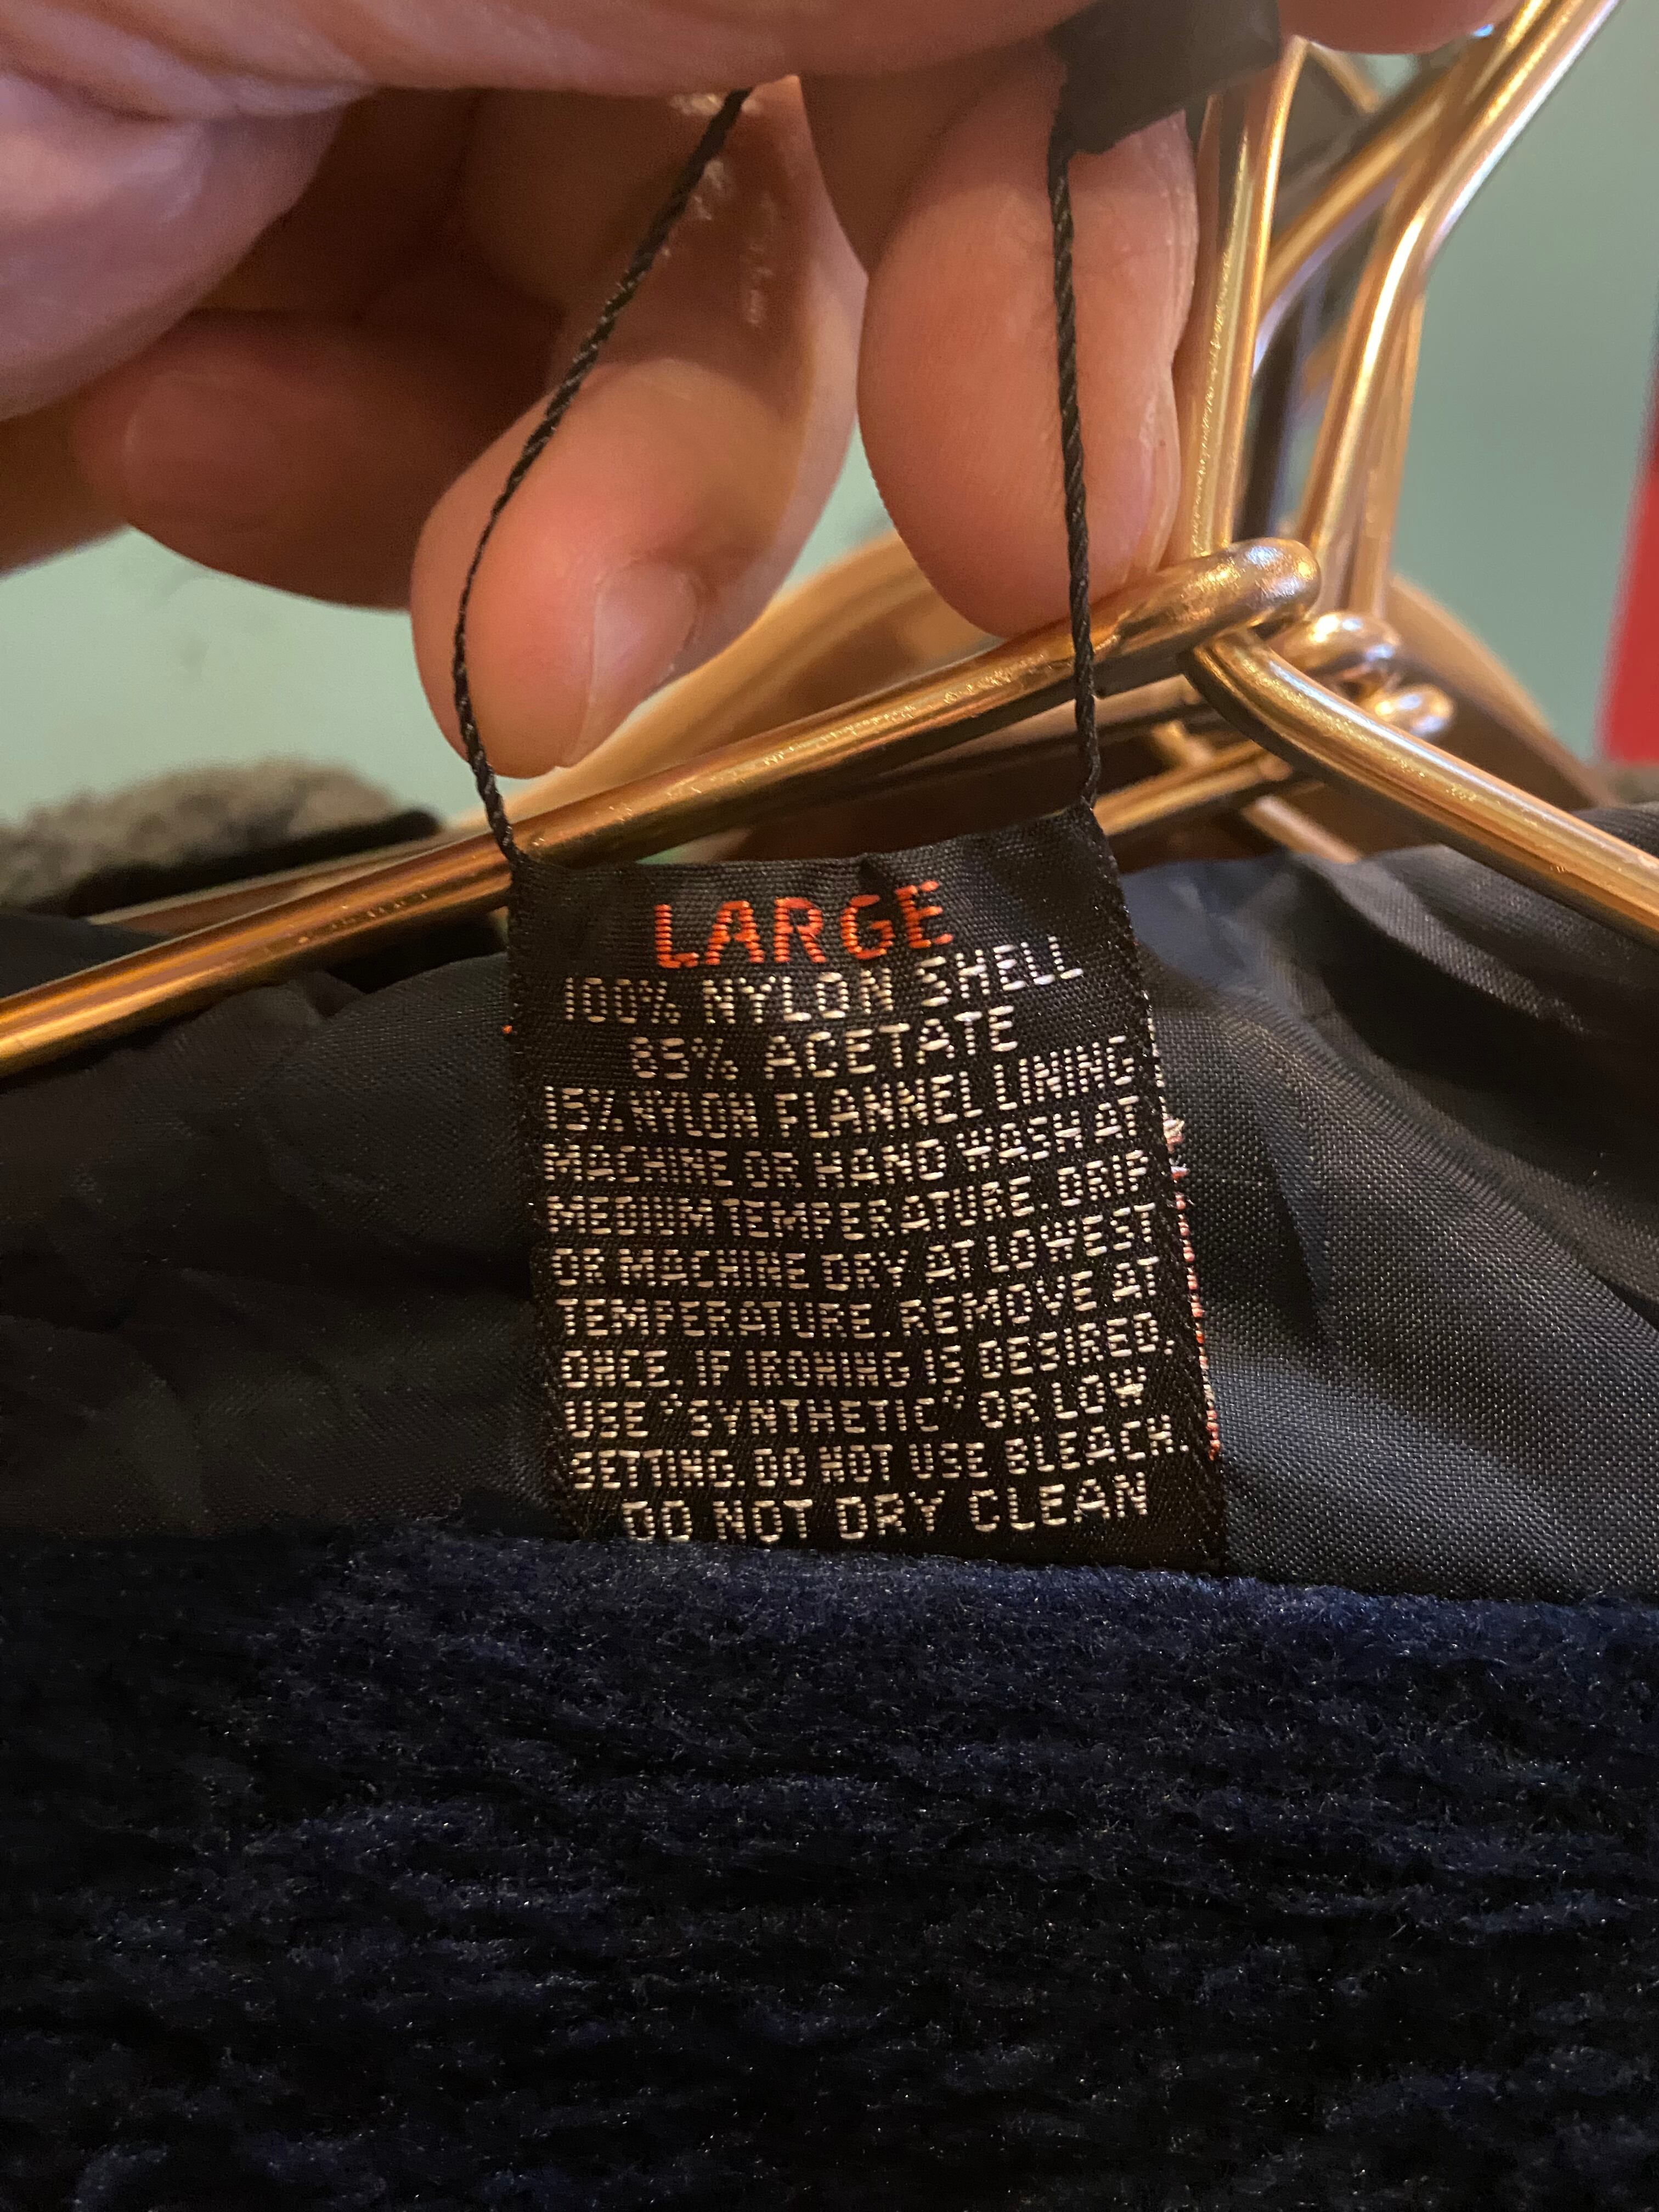 LARGE
100% NYLON SHELL
85% ACETATE
15% NYLON FLANNEL LINING
MACHINE OR HAND WASH AT
MEDIUM TEMPERATURE. DRIP
OR MACHINE DRY AT LOWEST
TEMPERATURE. REMOVE AT
ONCE. IF IRONING IS DESIRED.
USE "SYNTHETIC" OR LOW
SETTING. DO NOT USE BLEACH.
DO NOT DRY CLEAN